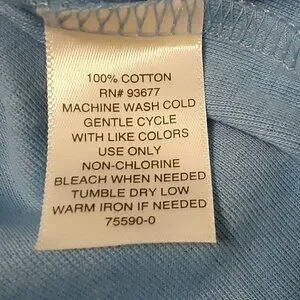 100% COTTON
RN# 93677
MACHINE WASH COLD
GENTLE CYCLE
WITH LIKE COLORS
USE ONLY
NON-CHLORINE
BLEACH WHEN NEEDED
TUMBLE DRY LOW
WARM IRON IF NEEDED
75590-0